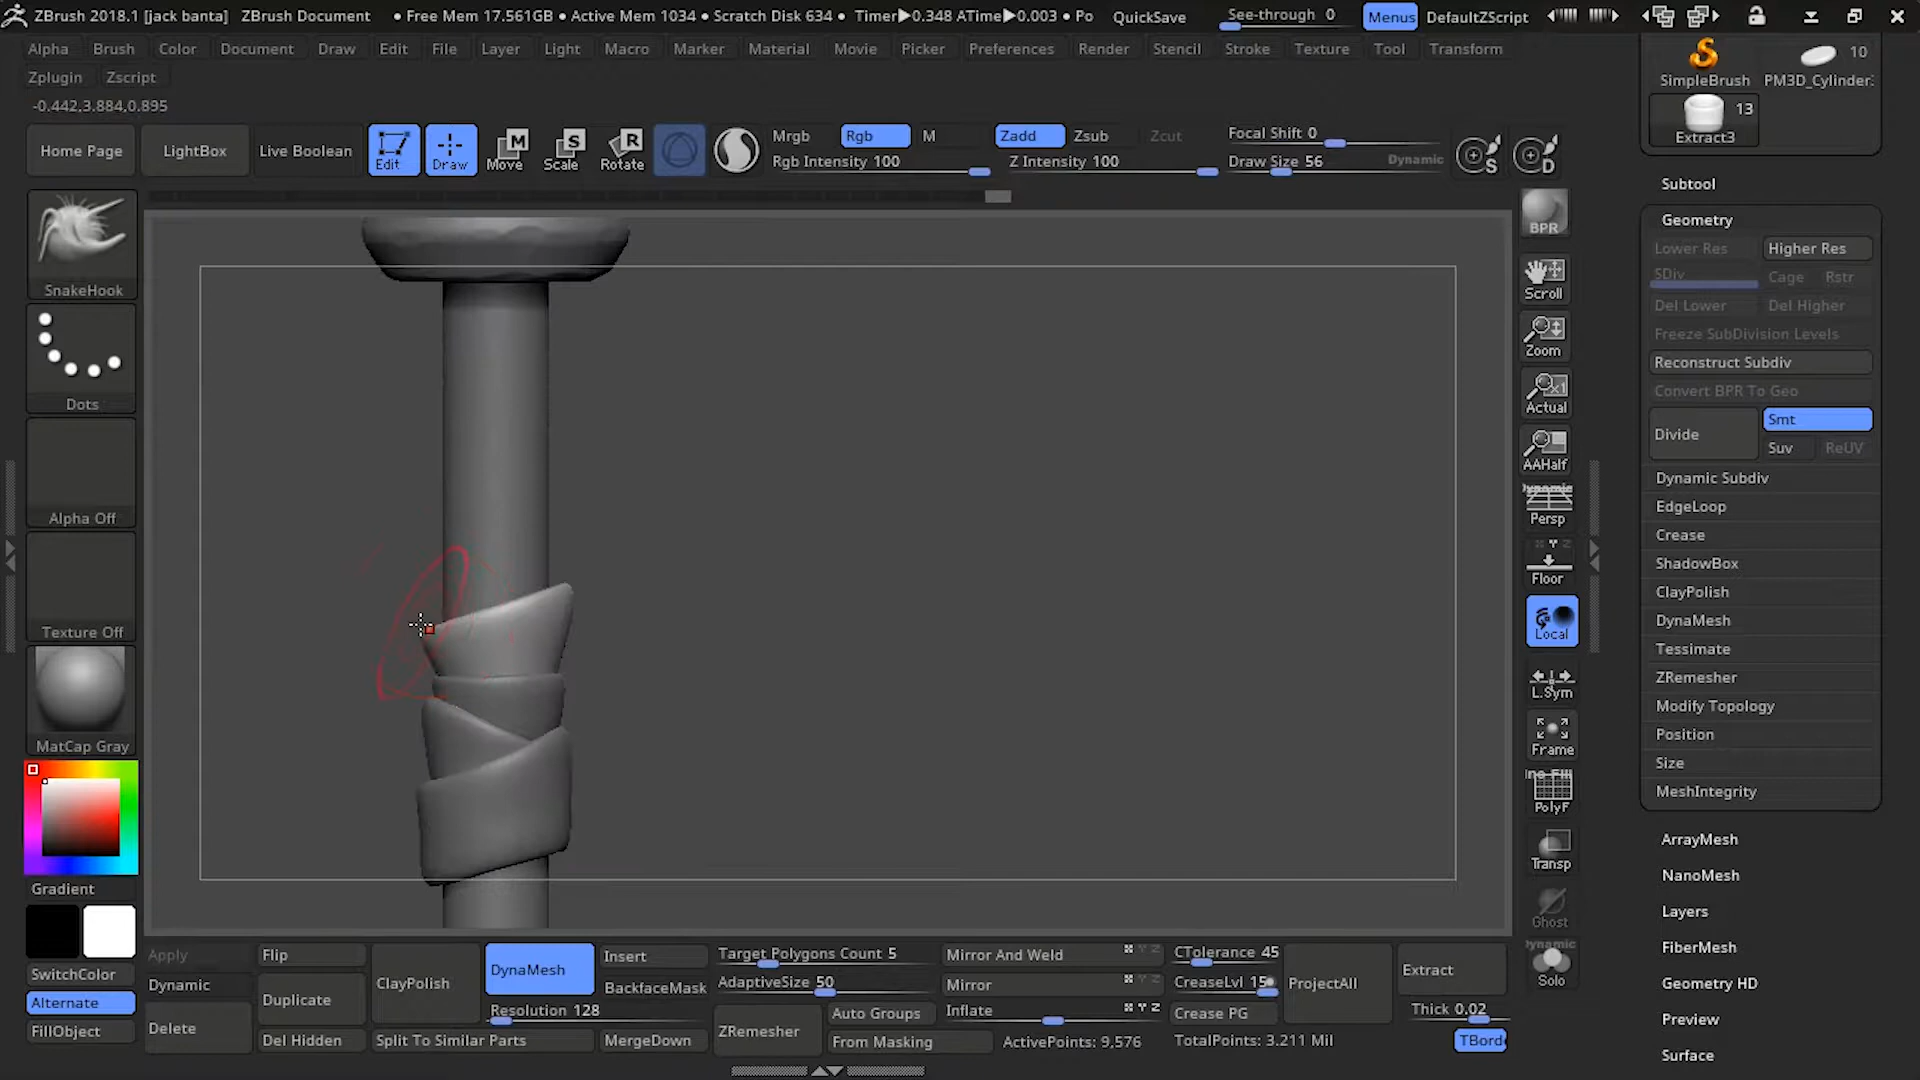 ZBrush 2018.1 [jack banta] ZBrush Document • Free Mem 17.561GB • Active Mem 1034 • Scratch Disk 634 • Timer▶0.348 ATime▶0.003 • Po QuickSave See-through 0 Menus DefaultZScript
Alpha Brush Color Document Draw Edit File Layer Light Macro Marker Material Movie Picker Preferences Render Stencil Stroke Texture Tool Transform
Zplugin Zscript
-0.442,3.884,0.895
Home Page LightBox Live Boolean Edit Draw Move Scale Rotate
M S R
Mrgb Rgb M Zadd Zsub Zcut Focal Shift 0
Rgb Intensity 100 Z Intensity 100 Draw Size 56 Dynamic
S D
SnakeHook
Dots
Alpha Off
Texture Off
MatCap Gray
Gradient
SwitchColor
Alternate
FillObject
BPR
Scroll
Zoom
Actual
AAHalf
Dynamic
Persp
Floor
Local
L.Sym
Frame
PolyF
Transp
Ghost
Dynamic
Solo
10
SimpleBrush PM3D_Cylinder
13
Extract3
Subtool
Geometry
Lower Res Higher Res
SDiv Cage Rstr
Del Lower Del Higher
Freeze SubDivision Levels
Reconstruct Subdiv
Convert BPR To Geo
Divide Smt
Suv ReUV
Dynamic Subdiv
EdgeLoop
Crease
ShadowBox
ClayPolish
DynaMesh
Tessimate
ZRemesher
Modify Topology
Position
Size
MeshIntegrity
ArrayMesh
NanoMesh
Layers
FiberMesh
Geometry HD
Preview
Surface
Apply Flip ClayPolish DynaMesh Insert Target Polygons Count 5 Mirror And Weld CTolerance 45 ProjectAll Extract
Dynamic Duplicate BackfaceMask AdaptiveSize 50 Mirror CreaseLvl 15
Resolution 128 Auto Groups Inflate Crease PG Thick 0.02
Delete Del Hidden Split To Similar Parts MergeDown ZRemesher From Masking ActivePoints: 9,576 TotalPoints: 3.211 Mil TBord